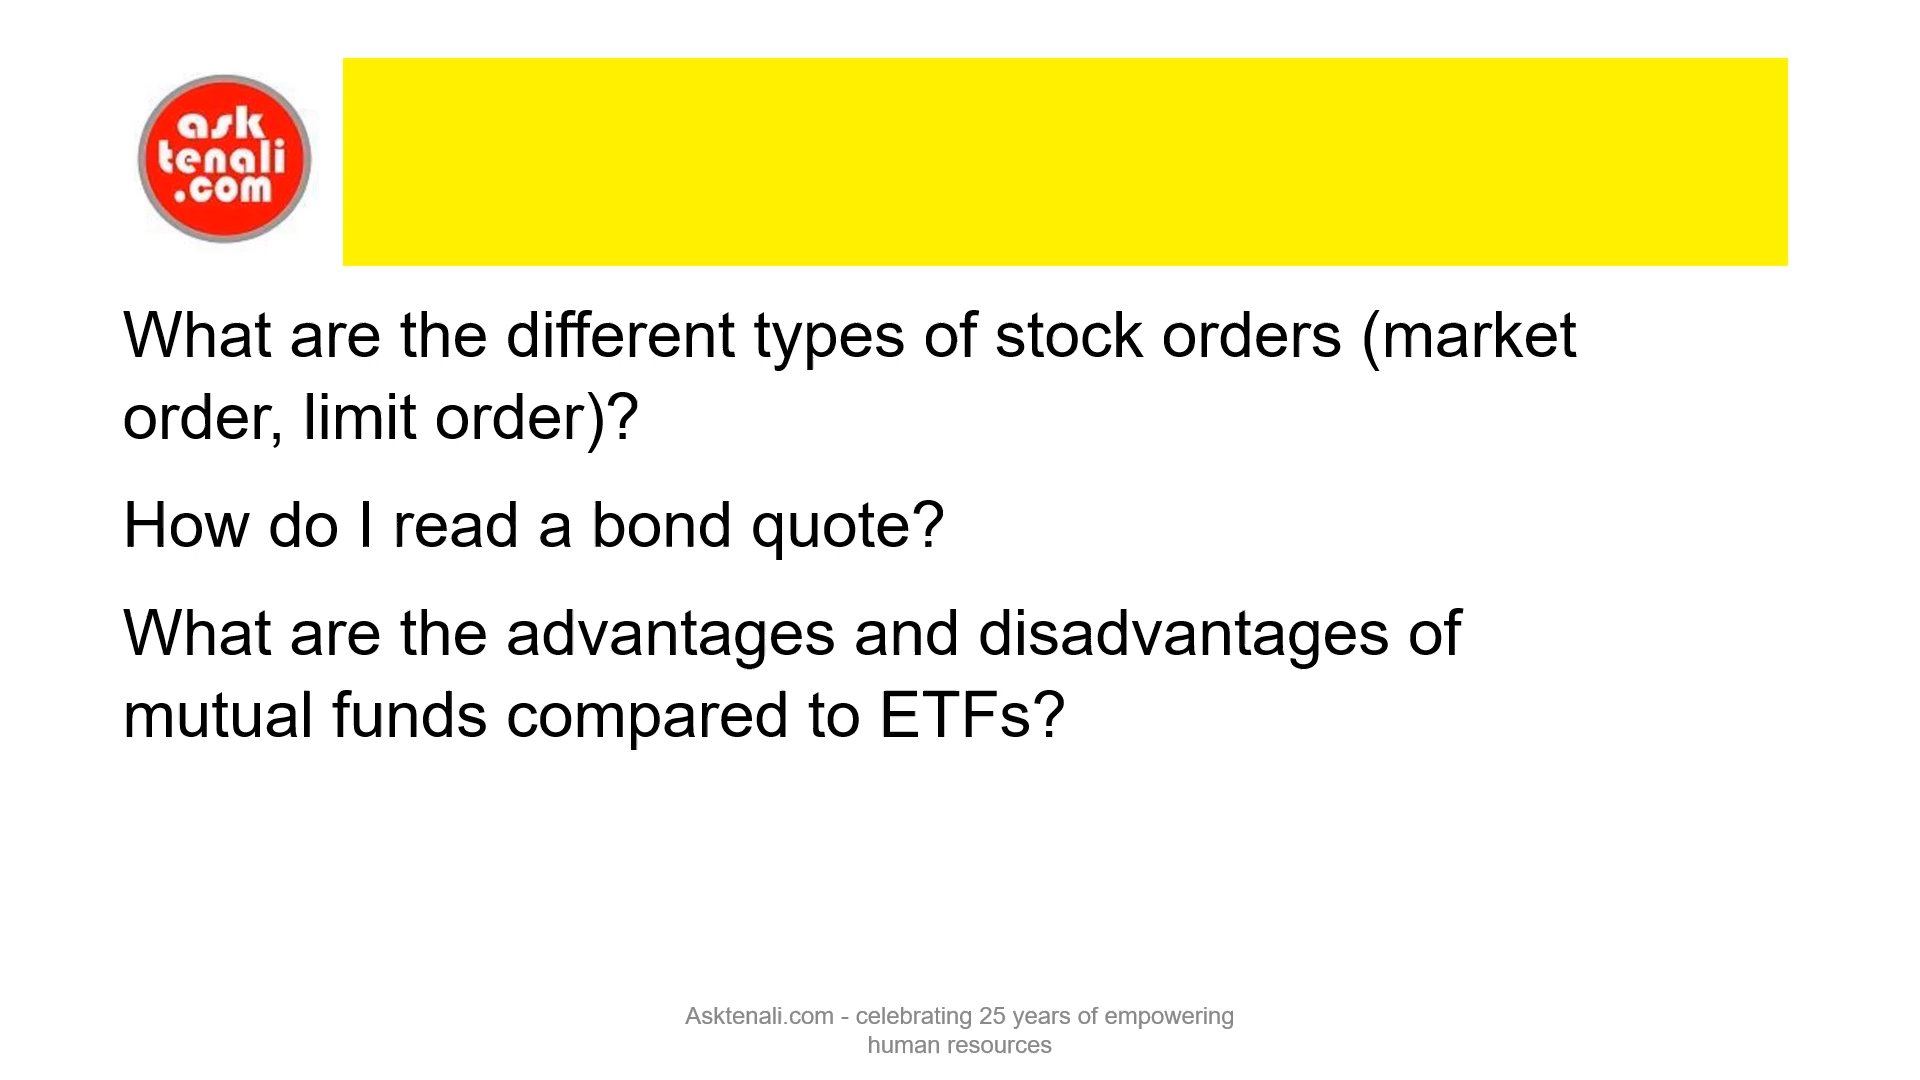 ask
tenali
.com
What are the different types of stock orders (market
order, limit order)?
How do I read a bond quote?
What are the advantages and disadvantages of
mutual funds compared to ETFs?
Asktenali.com - celebrating 25 years of empowering
human resources